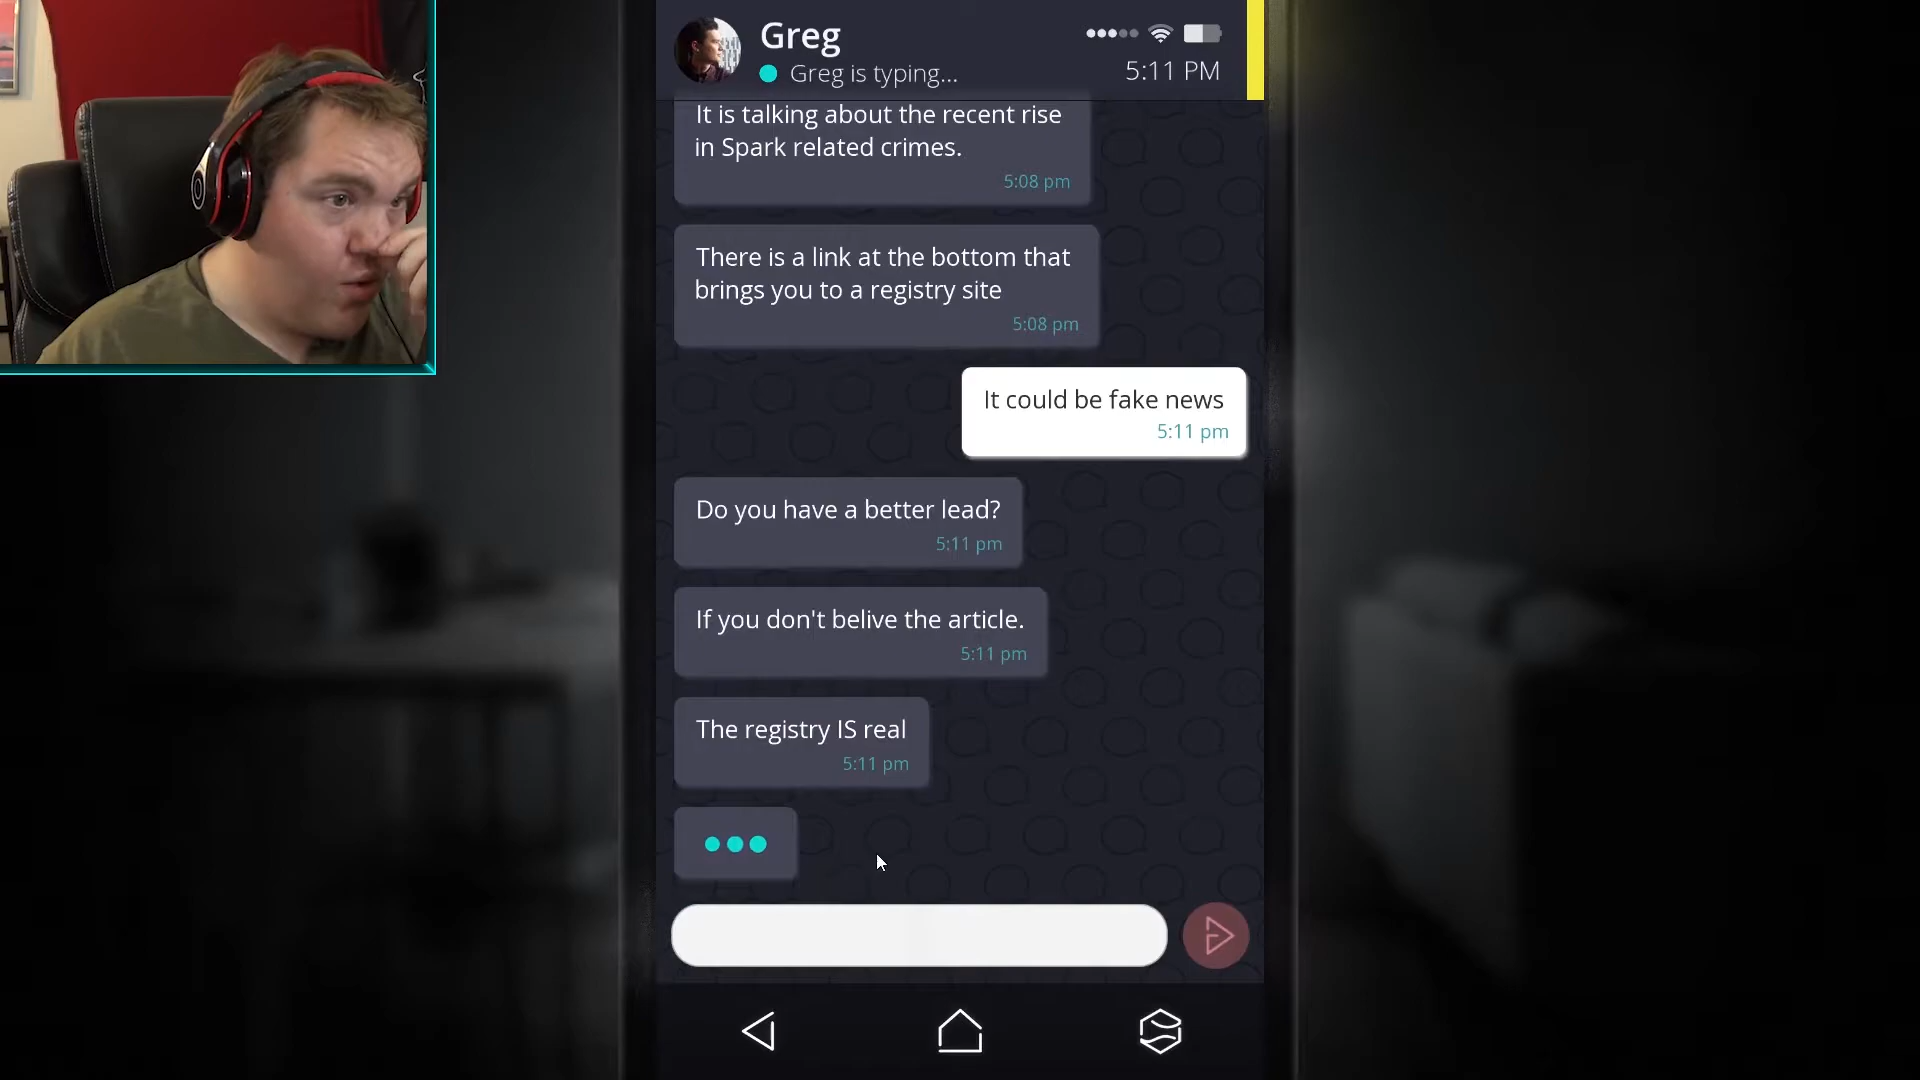 Greg
Greg is typing...
5:11 PM
It is talking about the recent rise
in Spark related crimes.
5:08 pm
There is a link at the bottom that
brings you to a registry site
5:08 pm
It could be fake news
5:11 pm
Do you have a better lead?
5:11 pm
If you don't belive the article.
5:11 pm
The registry IS real
5:11 pm